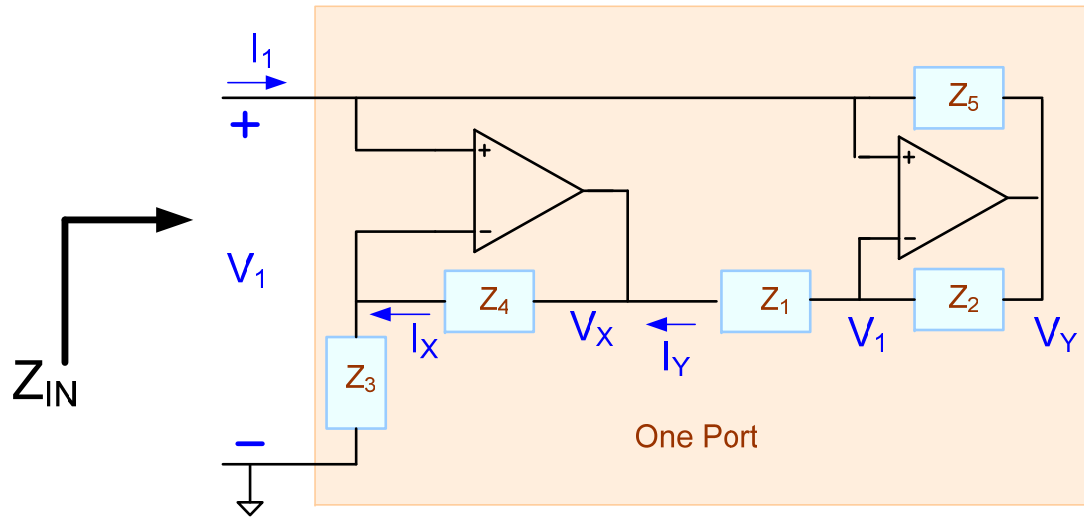 I1
+
Z5
+
+
−
−
V1
Z4
Z1
Z2
IX
VX
IY
V1
VY
Z3
ZIN
One Port
−